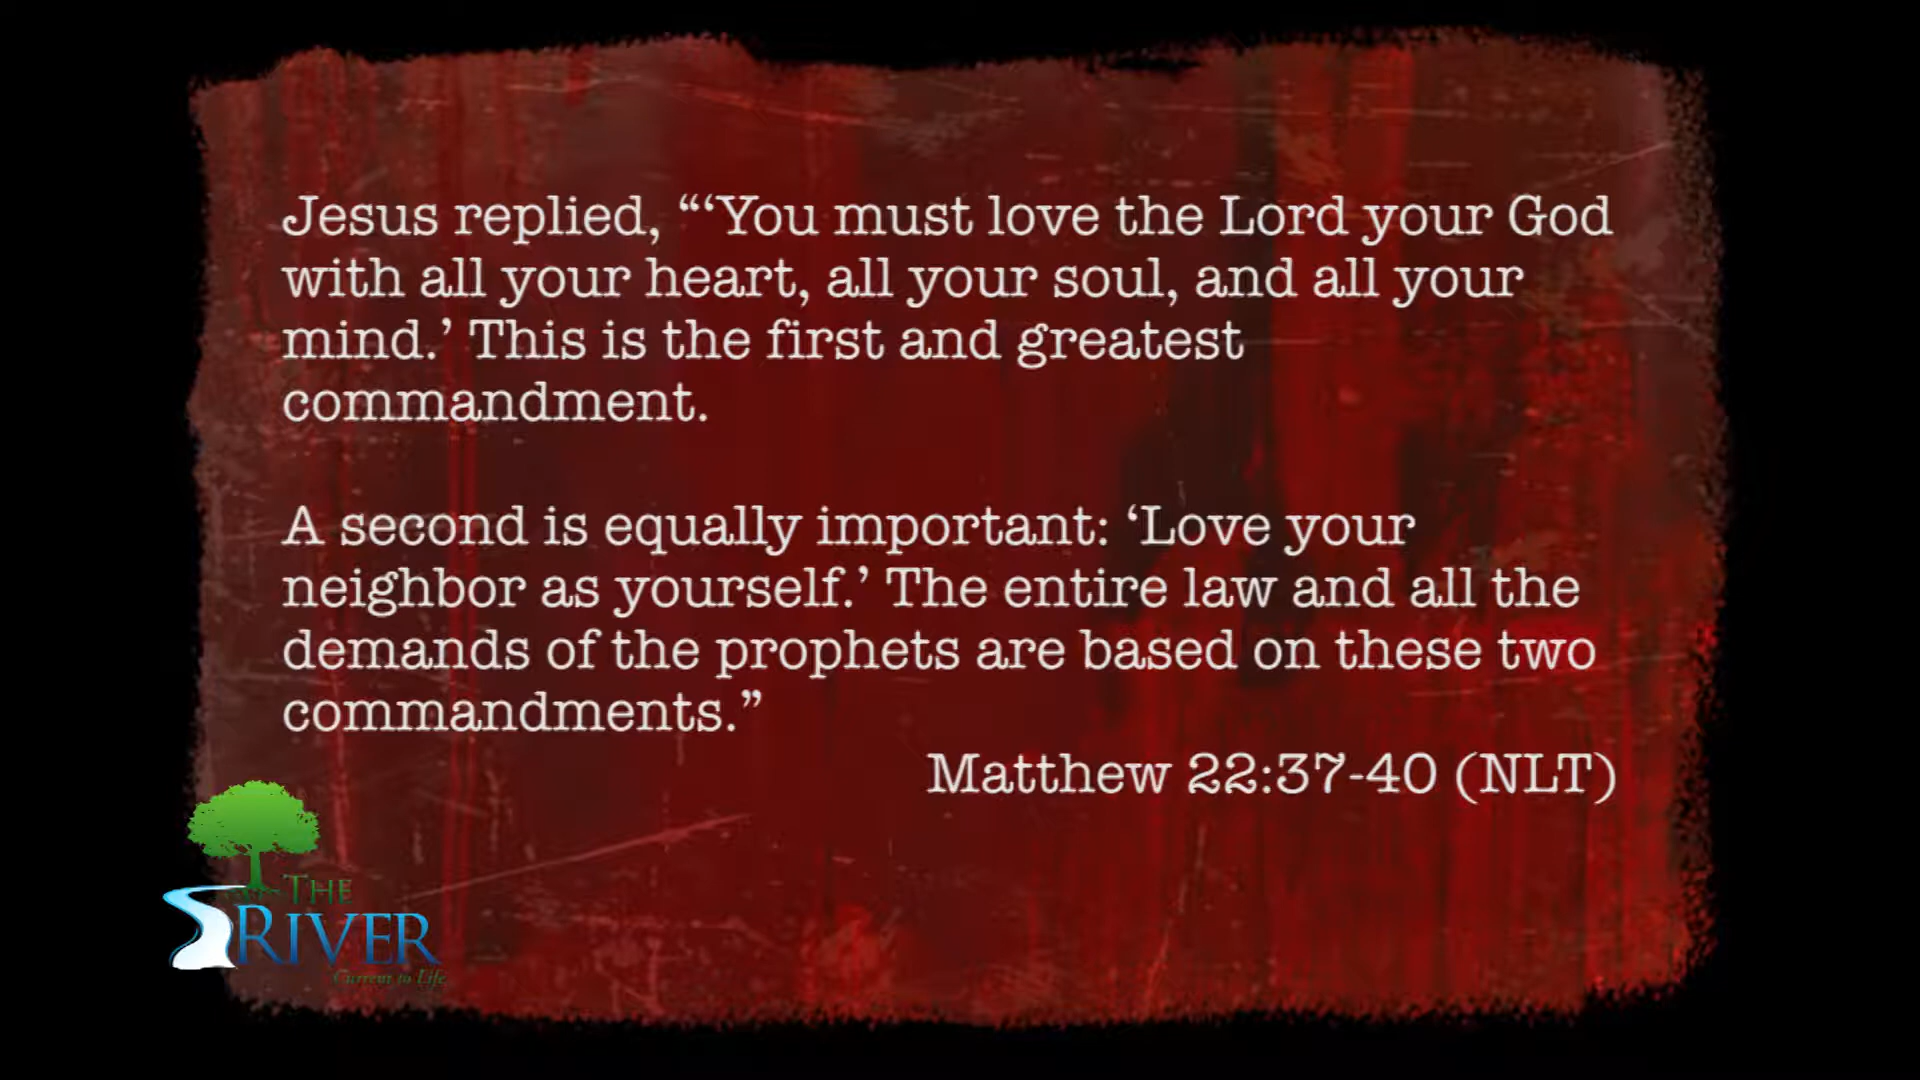 Jesus replied, “‘You must love the Lord your God
with all your heart, all your soul, and all your
mind.’ This is the first and greatest
commandment.
A second is equally important: ‘Love your
neighbor as yourself.’ The entire law and all the
demands of the prophets are based on these two
commandments.”
Matthew 22:37-40 (NLT)
The
River
Current to Life